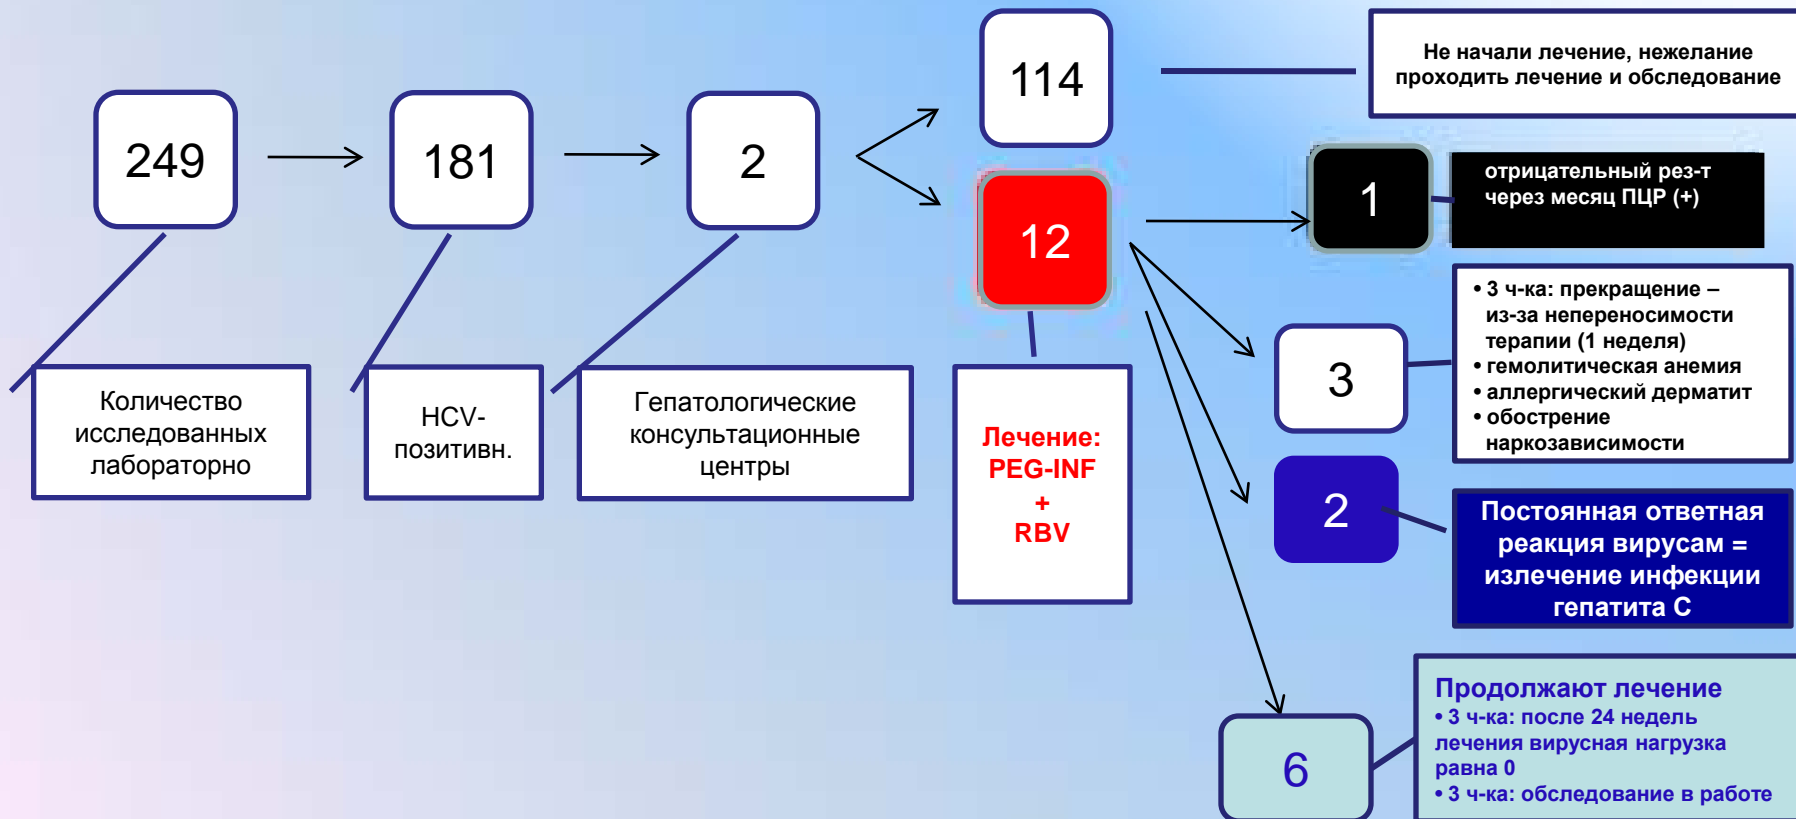 249
181
2
114
12
Не начали лечение, нежелание
проходить лечение и обследование
1
отрицательный рез-т
через месяц ПЦР (+)
3
• 3 ч-ка: прекращение –
из-за непереносимости
терапии (1 неделя)
• гемолитическая анемия
• аллергический дерматит
• обострение
наркозависимости
2
Постоянная ответная
реакция вирусам =
излечение инфекции
гепатита С
6
Продолжают лечение
• 3 ч-ка: после 24 недель
лечения вирусная нагрузка
равна 0
• 3 ч-ка: обследование в работе
Количество
исследованных
лабораторно
HCV-
позитивн.
Гепатологические
консультационные
центры
Лечение:
PEG-INF
+
RBV